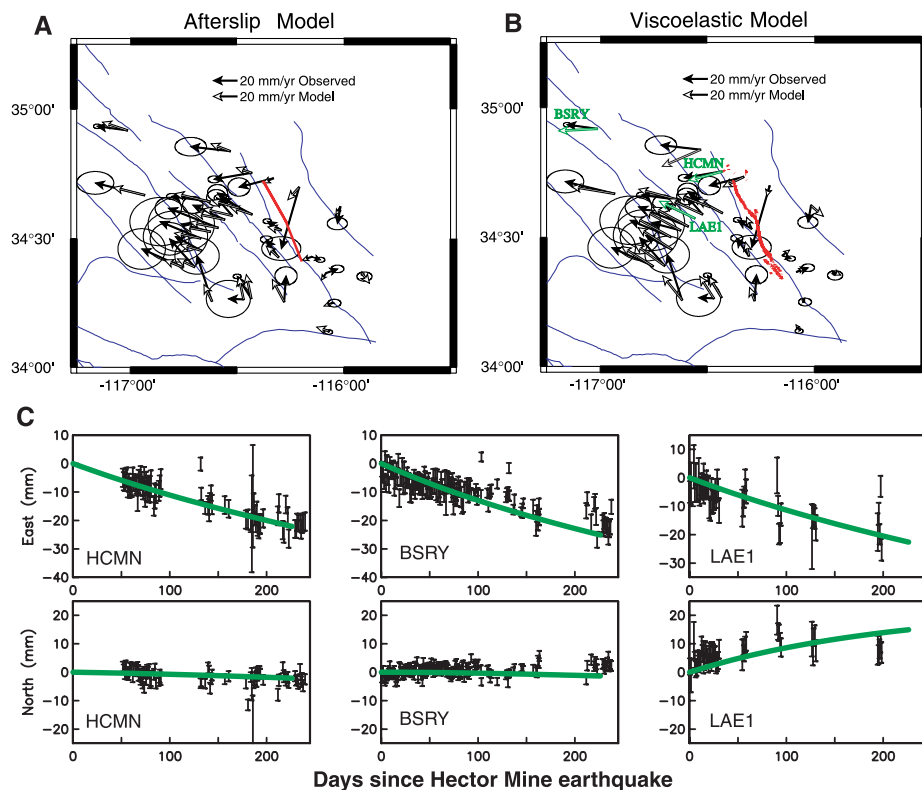 Afterslip Model
Viscoelastic Model
A
B
20 mm/yr Observed
20 mm/yr Model
20 mm/yr Observed
20 mm/yr Model
35°00'
34°30'
34°00'
35°00'
34°30'
34°00'
BSRY
HCMN
LAE1
-117°00'
-116°00'
-117°00'
-116°00'
C
10
0
-10
-20
-30
-40
East (mm)
HCMN
0
100
200
10
0
-10
-20
-30
-40
BSRY
0
100
200
10
0
-10
-20
-30
LAE1
0
100
200
20
10
0
-10
-20
North (mm)
HCMN
0
100
200
20
10
0
-10
-20
BSRY
0
100
200
20
10
0
-10
-20
LAE1
0
100
200
Days since Hector Mine earthquake